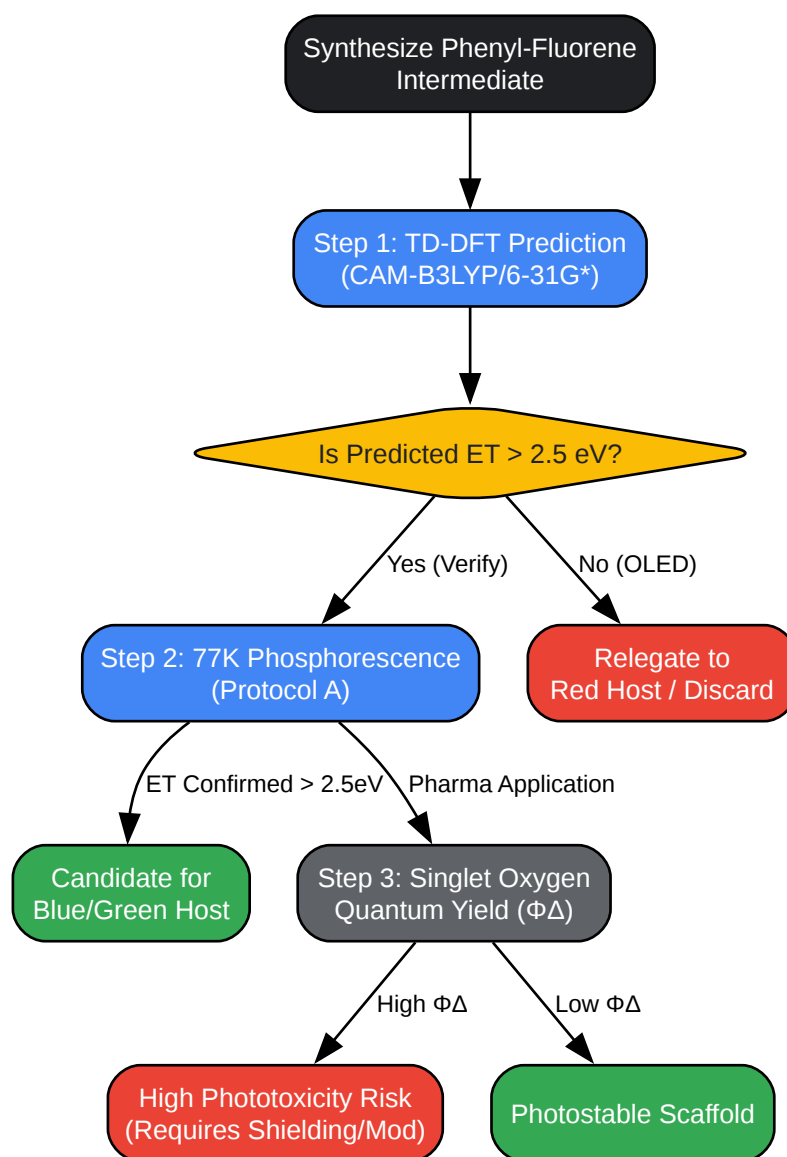 Synthesize Phenyl-Fluorene
Intermediate
Step 1: TD-DFT Prediction
(CAM-B3LYP/6-31G*)
Is Predicted ET > 2.5 eV?
Yes (Verify)
No (OLED)
Step 2: 77K Phosphorescence
(Protocol A)
Relegate to
Red Host / Discard
ET Confirmed > 2.5eV
Pharma Application
Candidate for
Blue/Green Host
Step 3: Singlet Oxygen
Quantum Yield (ΦΔ)
High ΦΔ
Low ΦΔ
High Phototoxicity Risk
(Requires Shielding/Mod)
Photostable Scaffold